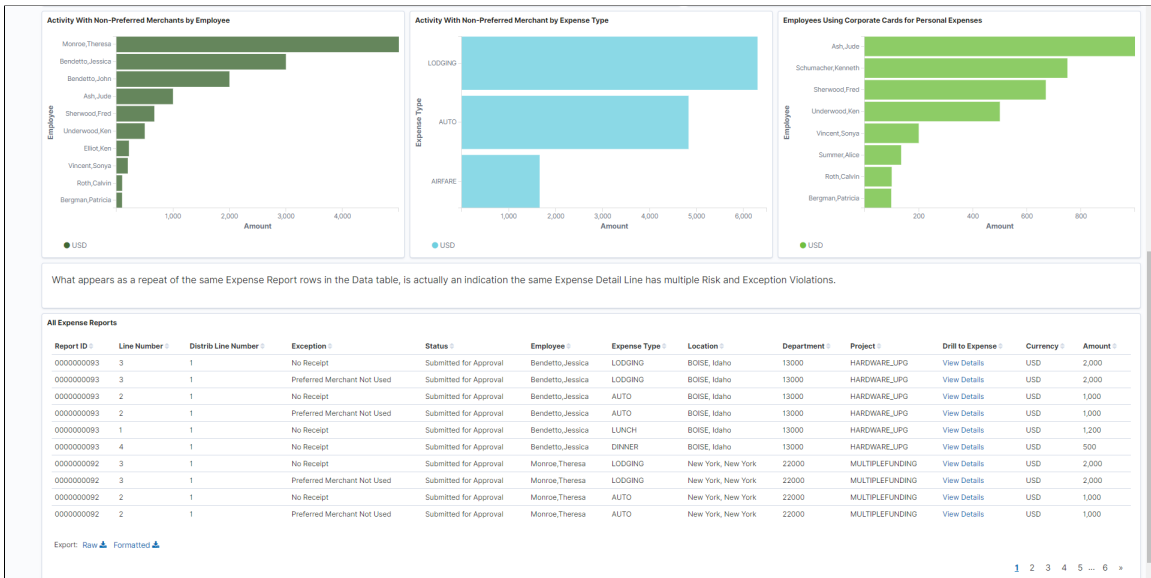 Activity With Non-Preferred Merchants by Employee
Employee
Monroe,Theresa
Bendetto,Jessica
Bendetto,John
Ash,Jude
Sherwood,Fred
Underwood,Ken
Elliot,Ken
Vincent,Sonya
Roth,Calvin
Bergman,Patricia
1,000 2,000 3,000 4,000
Amount
USD
Activity With Non-Preferred Merchant by Expense Type
Expense Type
LODGING
AUTO
AIRFARE
1,000 2,000 3,000 4,000 5,000 6,000
Amount
USD
Employees Using Corporate Cards for Personal Expenses
Employee
Ash,Jude
Schumacher,Kenneth
Sherwood,Fred
Underwood,Ken
Vincent,Sonya
Summer,Alice
Roth,Calvin
Bergman,Patricia
200 400 600 800
Amount
USD
What appears as a repeat of the same Expense Report rows in the Data table, is actually an indication the same Expense Detail Line has multiple Risk and Exception Violations.
All Expense Reports
Report ID Line Number Distrib Line Number Exception Status Employee Expense Type Location Department Project Drill to Expense Currency Amount
0000000093 3 1 No Receipt Submitted for Approval Bendetto,Jessica LODGING BOISE, Idaho 13000 HARDWARE_UPG View Details USD 2,000
0000000093 3 1 Preferred Merchant Not Used Submitted for Approval Bendetto,Jessica LODGING BOISE, Idaho 13000 HARDWARE_UPG View Details USD 2,000
0000000093 2 1 No Receipt Submitted for Approval Bendetto,Jessica AUTO BOISE, Idaho 13000 HARDWARE_UPG View Details USD 1,000
0000000093 2 1 Preferred Merchant Not Used Submitted for Approval Bendetto,Jessica AUTO BOISE, Idaho 13000 HARDWARE_UPG View Details USD 1,000
0000000093 1 1 No Receipt Submitted for Approval Bendetto,Jessica LUNCH BOISE, Idaho 13000 HARDWARE_UPG View Details USD 1,200
0000000093 4 1 No Receipt Submitted for Approval Bendetto,Jessica DINNER BOISE, Idaho 13000 HARDWARE_UPG View Details USD 500
0000000092 3 1 No Receipt Submitted for Approval Monroe,Theresa LODGING New York, New York 22000 MULTIPLEFUNDING View Details USD 2,000
0000000092 3 1 Preferred Merchant Not Used Submitted for Approval Monroe,Theresa LODGING New York, New York 22000 MULTIPLEFUNDING View Details USD 2,000
0000000092 2 1 No Receipt Submitted for Approval Monroe,Theresa AUTO New York, New York 22000 MULTIPLEFUNDING View Details USD 1,000
0000000092 2 1 Preferred Merchant Not Used Submitted for Approval Monroe,Theresa AUTO New York, New York 22000 MULTIPLEFUNDING View Details USD 1,000
Export: Raw Formatted
1 2 3 4 5 ... 6 »